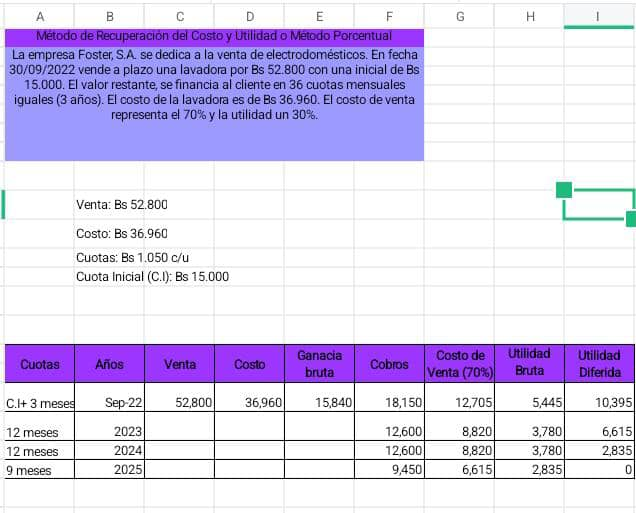 A B C D E F G H I
Método de Recuperación del Costo y Utilidad o Método Porcentual
La empresa Foster, S.A. se dedica a la venta de electrodomésticos. En fecha
30/09/2022 vende a plazo una lavadora por Bs 52.800 con una inicial de Bs
15.000. El valor restante, se financia al cliente en 36 cuotas mensuales
iguales (3 años). El costo de la lavadora es de Bs 36.960. El costo de venta
representa el 70% y la utilidad un 30%.
Venta: Bs 52.800
Costo: Bs 36.960
Cuotas: Bs 1.050 c/u
Cuota Inicial (C.I): Bs 15.000
Cuotas Años Venta Costo Ganacia bruta Cobros Costo de Venta (70%) Utilidad Bruta Utilidad Diferida
C.I+ 3 meses Sep-22 52,800 36,960 15,840 18,150 12,705 5,445 10,395
12 meses 2023 12,600 8,820 3,780 6,615
12 meses 2024 12,600 8,820 3,780 2,835
9 meses 2025 9,450 6,615 2,835 0